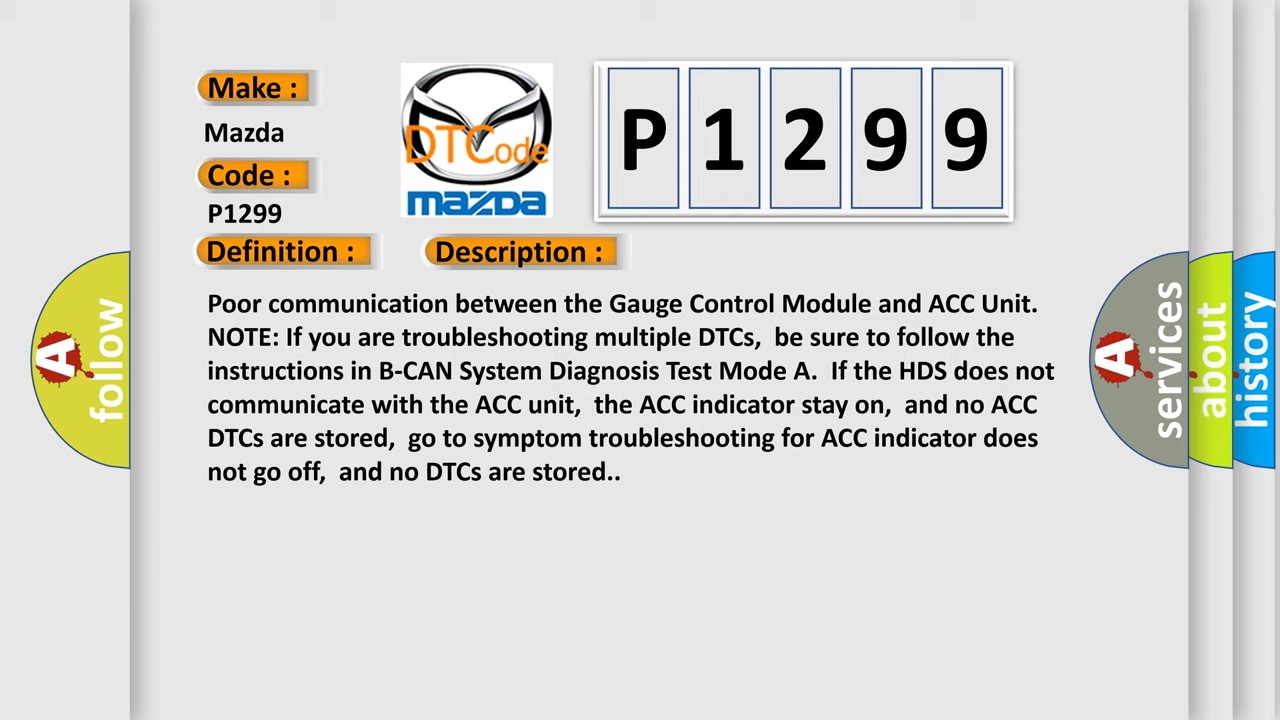 Make :
Mazda
Code :
P1299
Definition :
Description :
DTCode
mazda
P1299
Poor communication between the Gauge Control Module and ACC Unit.
NOTE: If you are troubleshooting multiple DTCs,  be sure to follow the
instructions in B-CAN System Diagnosis Test Mode A.  If the HDS does not
communicate with the ACC unit,  the ACC indicator stay on,  and no ACC
DTCs are stored,  go to symptom troubleshooting for ACC indicator does
not go off,  and no DTCs are stored..
A
follow
A
services
about
history